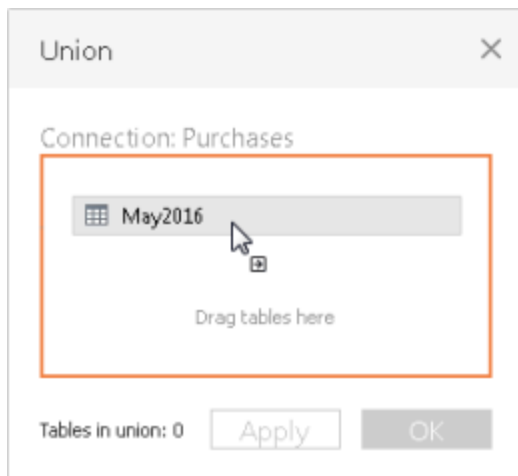 Union
Connection: Purchases
May2016
Drag tables here
Tables in union: 0 Apply OK